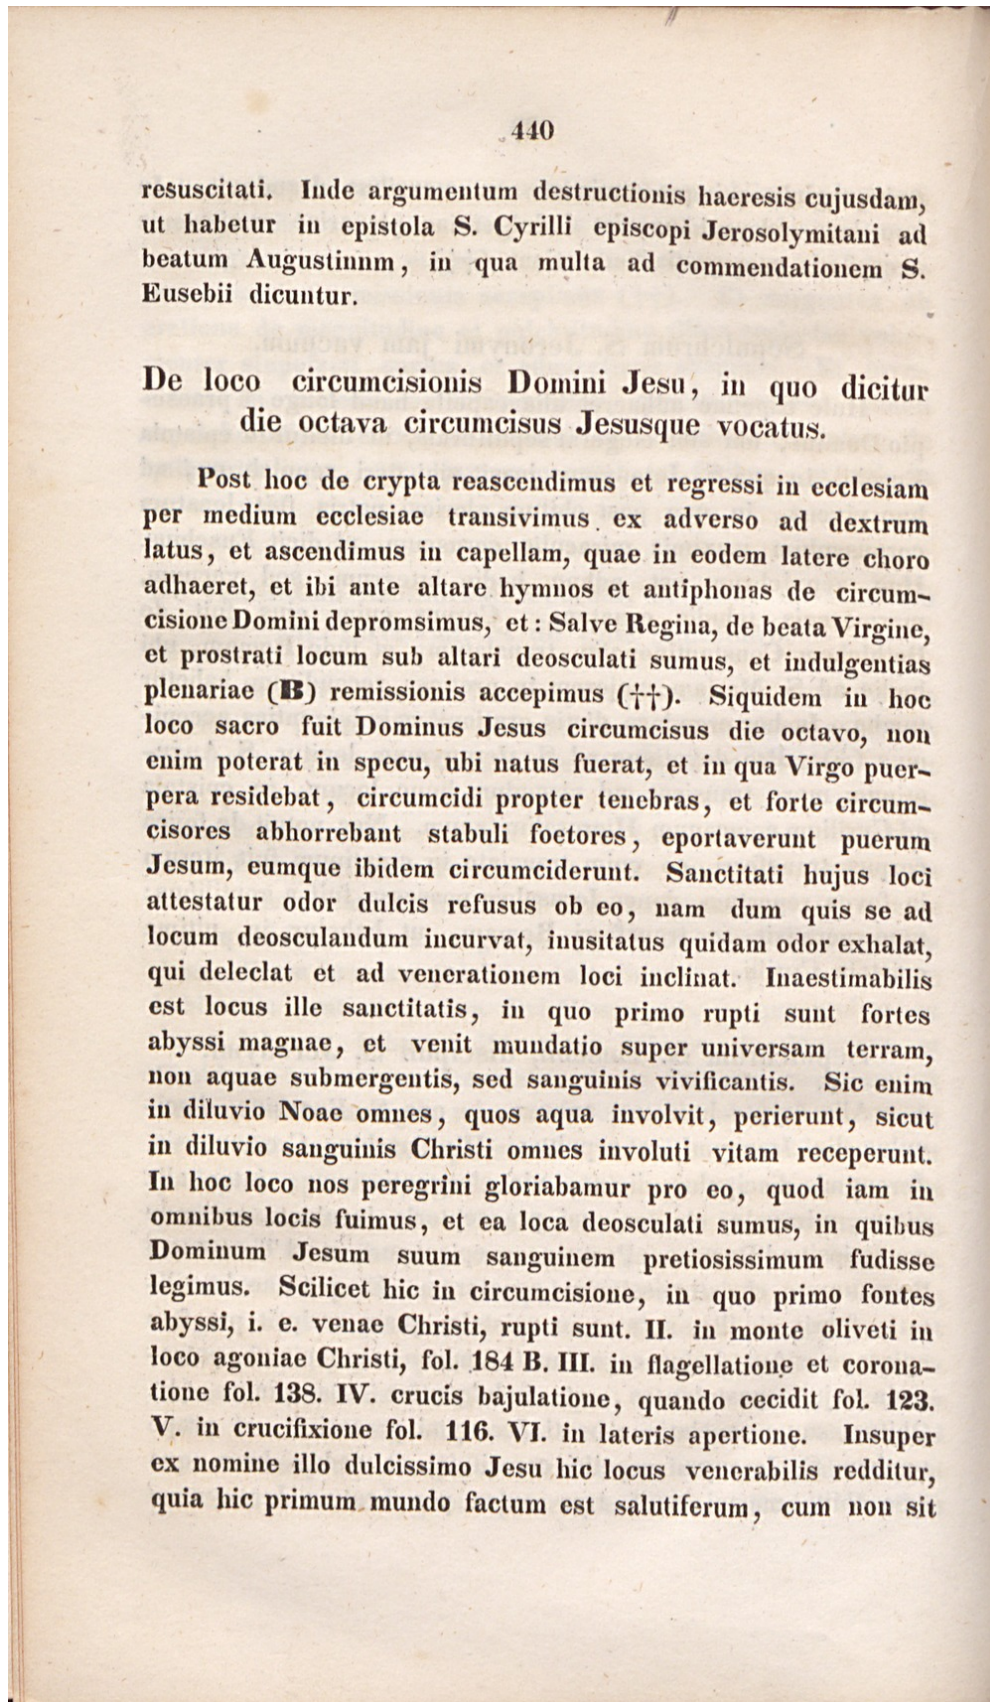 440
resuscitati. Inde argumentum destructionis haeresis cujusdam,
ut habetur in epistola S. Cyrilli episcopi Jerosolymitani ad
beatum Augustinum, in qua multa ad commendationem S.
Eusebii dicuntur.
De loco circumcisionis Domini Jesu, in quo dicitur
die octava circumcisus Jesusque vocatus.
Post hoc de crypta reascendimus et regressi in ecclesiam
per medium ecclesiae transivimus ex adverso ad dextrum
latus, et ascendimus in capellam, quae in eodem latere choro
adhaeret, et ibi ante altare hymnos et antiphonas de circum-
cisione Domini depromsimus, et: Salve Regina, de beata Virgine,
et prostrati locum sub altari deosculati sumus, et indulgentias
plenariae (B) remissionis accepimus (††). Siquidem in hoc
loco sacro fuit Dominus Jesus circumcisus die octavo, non
enim poterat in specu, ubi natus fuerat, et in qua Virgo puer-
pera residebat, circumcidi propter tenebras, et forte circum-
cisores abhorrebant stabuli foetores, eportaverunt puerum
Jesum, eumque ibidem circumciderunt. Sanctitati hujus loci
attestatur odor dulcis refusus ob eo, nam dum quis se ad
locum deosculandum incurvat, inusitatus quidam odor exhalat,
qui deleclat et ad venerationem loci inclinat. Inaestimabilis
est locus ille sanctitatis, in quo primo rupti sunt fortes
abyssi magnae, et venit mundatio super universam terram,
non aquae submergentis, sed sanguinis vivificantis. Sic enim
in diluvio Noae omnes, quos aqua involvit, perierunt, sicut
in diluvio sanguinis Christi omnes involuti vitam receperunt.
In hoc loco nos peregrini gloriabamur pro eo, quod iam in
omnibus locis fuimus, et ea loca deosculati sumus, in quibus
Dominum Jesum suum sanguinem pretiosissimum fudisse
legimus. Scilicet hic in circumcisione, in quo primo fontes
abyssi, i. e. venae Christi, rupti sunt. II. in monte oliveti in
loco agoniae Christi, fol. 184 B. III. in flagellatione et corona-
tione fol. 138. IV. crucis bajulatione, quando cecidit fol. 123.
V. in crucifixione fol. 116. VI. in lateris apertione. Insuper
ex nomine illo dulcissimo Jesu hic locus venerabilis redditur,
quia hic primum mundo factum est salutiferum, cum non sit